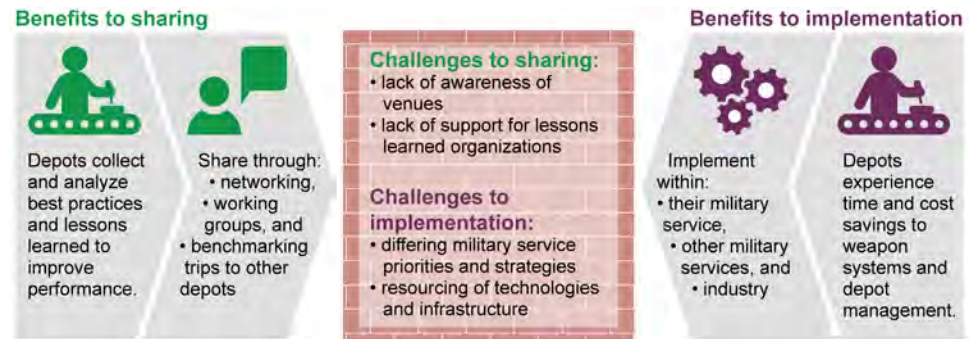 Benefits to sharing
Depots collect
and analyze
best practices
and lessons
learned to
improve
performance.
Share through:
• networking,
• working
groups, and
• benchmarking
trips to other
depots
Challenges to sharing:
• lack of awareness of
venues
• lack of support for lessons
learned organizations
Challenges to
implementation:
• differing military service
priorities and strategies
• resourcing of technologies
and infrastructure
Benefits to implementation
Implement
within:
• their military
service,
• other military
services, and
• industry
Depots
experience
time and cost
savings to
weapon
systems and
depot
management.